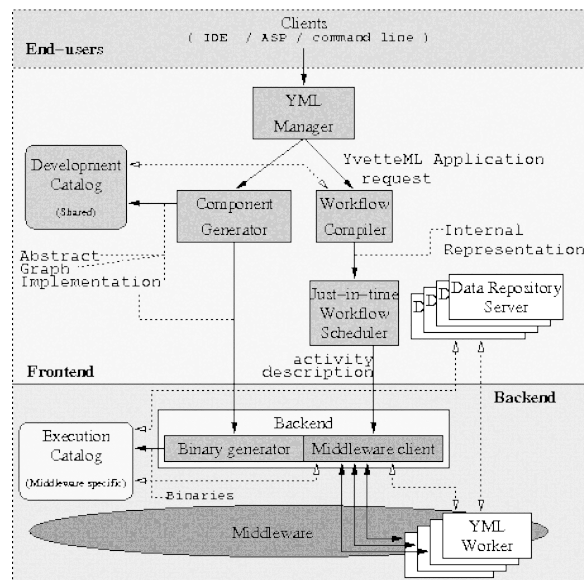 Clients
( IDE / ASP / command line )
End-users
YML
Manager
Development
Catalog
(Shared)
YvetteML Application
request
Component
Generator
Workflow
Compiler
Abstract
Graph
Implementation
Internal
Representation
Just-in-time
Workflow
Scheduler
D
D
D
Data Repository
Server
activity
description
Frontend
Backend
Backend
Execution
Catalog
(Middleware specific)
Binary generator
Middleware client
Binaries
Middleware
YML
Worker